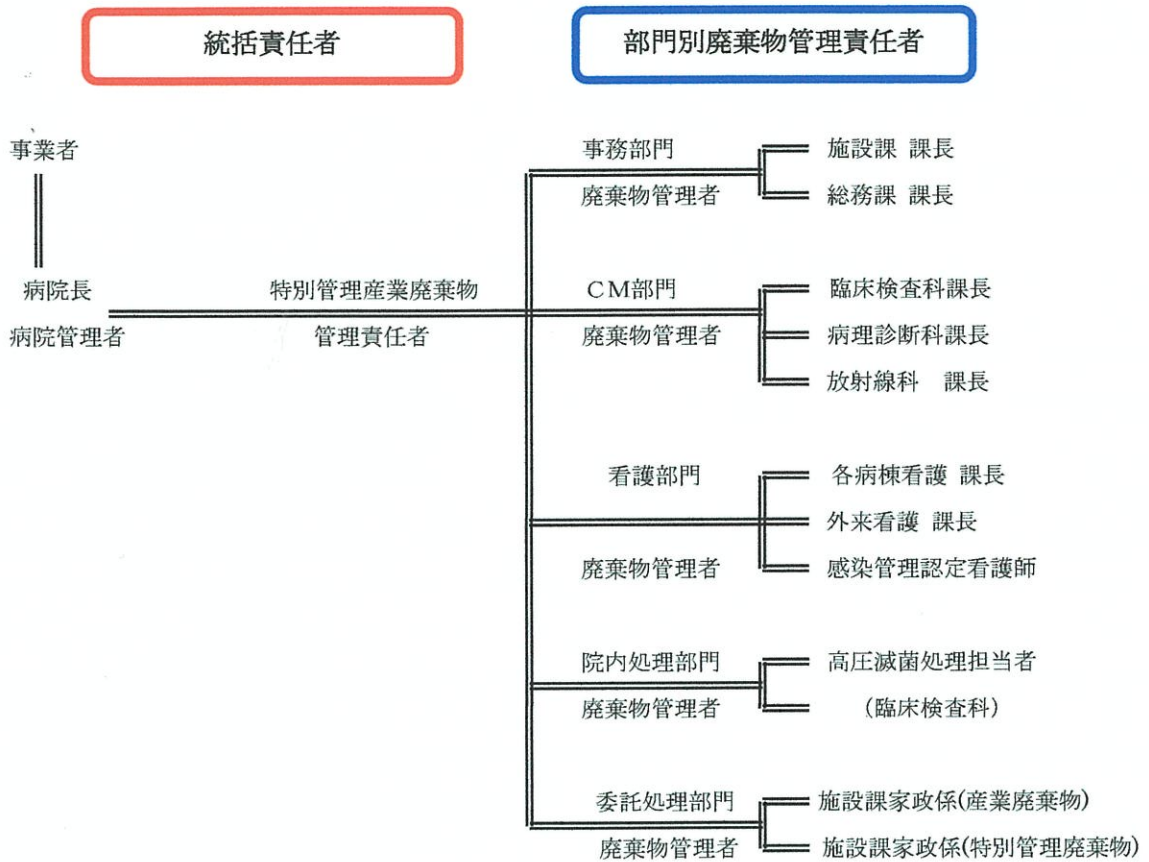 統括責任者
部門別廃棄物管理責任者
事業者
病院長
病院管理者
特別管理産業廃棄物
管理責任者
事務部門
廃棄物管理者
施設課 課長
総務課 課長
CM部門
廃棄物管理者
臨床検査科課長
病理診断科課長
放射線科 課長
看護部門
廃棄物管理者
各病棟看護 課長
外来看護 課長
感染管理認定看護師
院内処理部門
廃棄物管理者
高圧滅菌処理担当者
(臨床検査科)
委託処理部門
廃棄物管理者
施設課家政係(産業廃棄物)
施設課家政係(特別管理廃棄物)